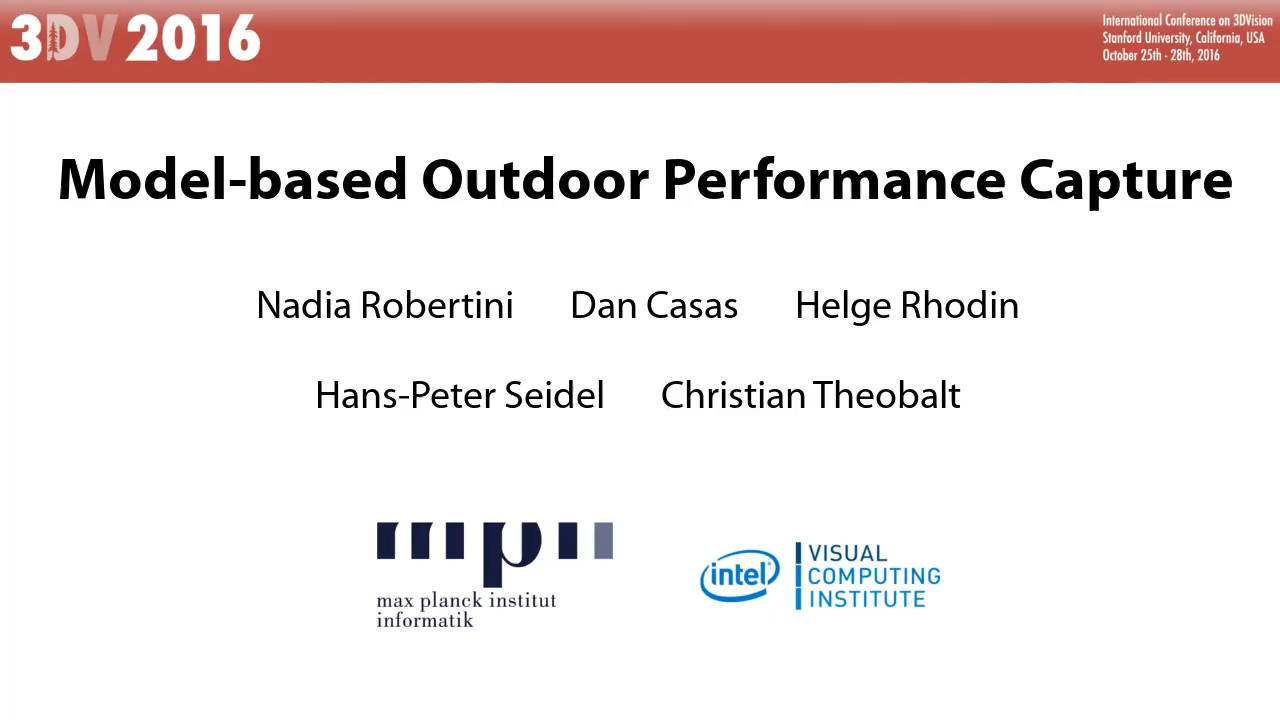 3DV 2016
International Conference on 3DVision
Stanford University, California, USA
October 25th - 28th, 2016
Model-based Outdoor Performance Capture
Nadia Robertini Dan Casas Helge Rhodin
Hans-Peter Seidel Christian Theobalt
mpii
max planck institut
informatik
intel
VISUAL
COMPUTING
INSTITUTE